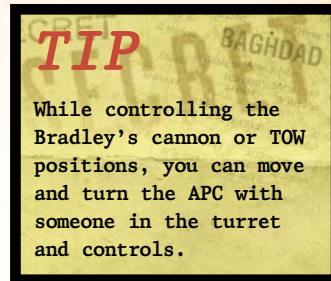 SECRET
BAGHDAD
TIP
While controlling the
Bradley's cannon or TOW
positions, you can move
and turn the APC with
someone in the turret
and controls.